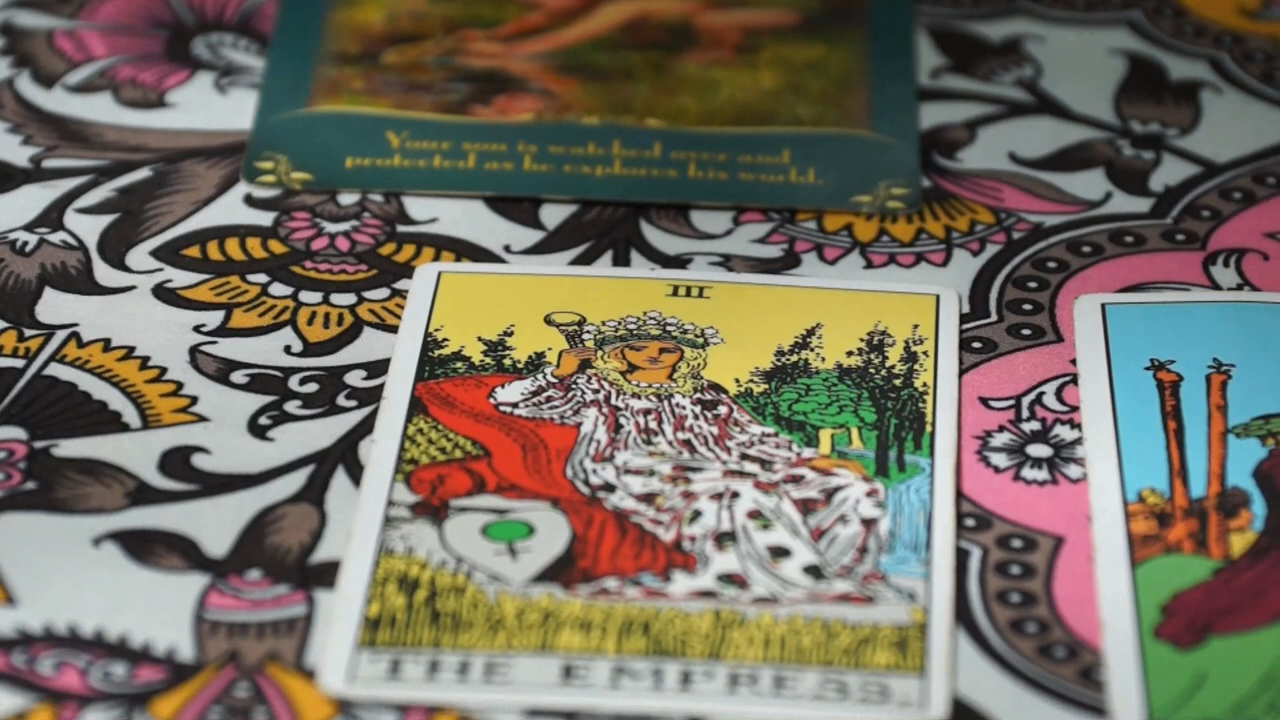 Your son is watched over and
protected as he explores his world.
III
THE EMPRESS.